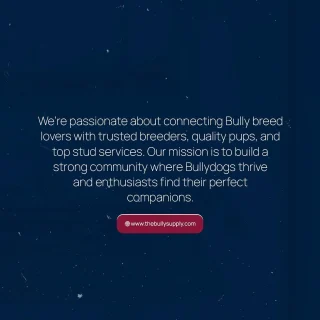 We're passionate about connecting Bully breed
lovers with trusted breeders, quality pups, and
top stud services. Our mission is to build a
strong community where Bullydogs thrive
and enthusiasts find their perfect
companions.
www.thebullysupply.com